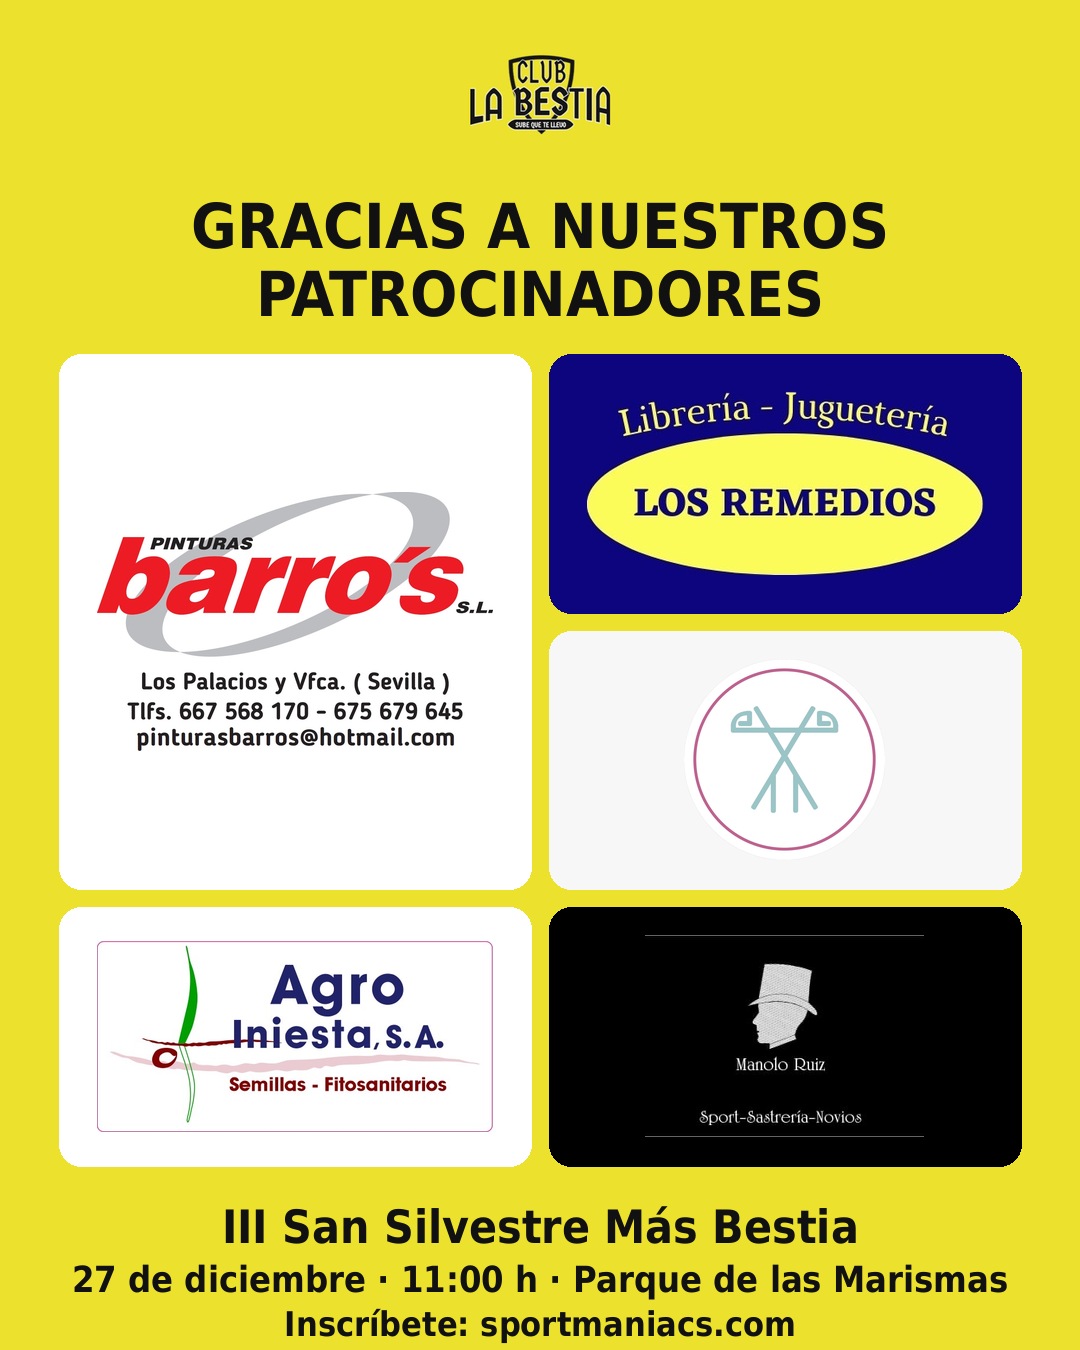 CLUB
LA BESTIA
SUBE QUE TE LLEVO
GRACIAS A NUESTROS
PATROCINADORES
PINTURAS
barro's
S.L.
Los Palacios y Vfca. ( Sevilla )
Tlfs. 667 568 170 - 675 679 645
pinturasbarros@hotmail.com
Librería - Juguetería
LOS REMEDIOS
Agro
Iniesta, S.A.
Semillas - Fitosanitarios
Manolo Ruiz
Sport-Sastrería-Novios
III San Silvestre Más Bestia
27 de diciembre · 11:00 h · Parque de las Marismas
Inscríbete: sportmaniacs.com